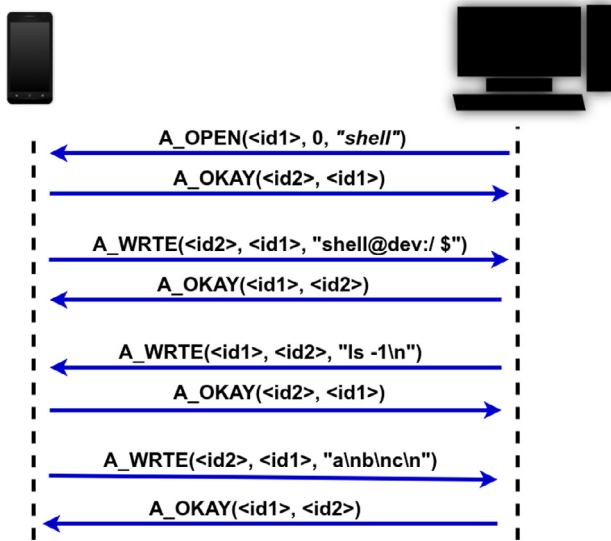 A_OPEN(<id1>, 0, "shell")
A_OKAY(<id2>, <id1>)
A_WRTE(<id2>, <id1>, "shell@dev:/ $")
A_OKAY(<id1>, <id2>)
A_WRTE(<id1>, <id2>, "ls -1\n")
A_OKAY(<id2>, <id1>)
A_WRTE(<id2>, <id1>, "a\nb\nc\n")
A_OKAY(<id1>, <id2>)